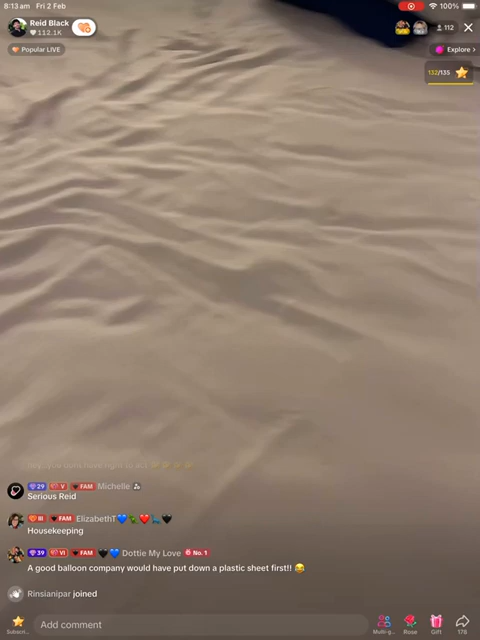 8:13 am Fri 2 Feb
100%
Reid Black
112.1K
112
Popular LIVE
Explore >
132/135
29 V FAM Michelle
Serious Reid
III FAM ElizabethT
Housekeeping
39 VI FAM Dottie My Love No. 1
A good balloon company would have put down a plastic sheet first!! 😂
Rinsianipar joined
Subscri...
Add comment
Multi-g...
Rose
Gift
178